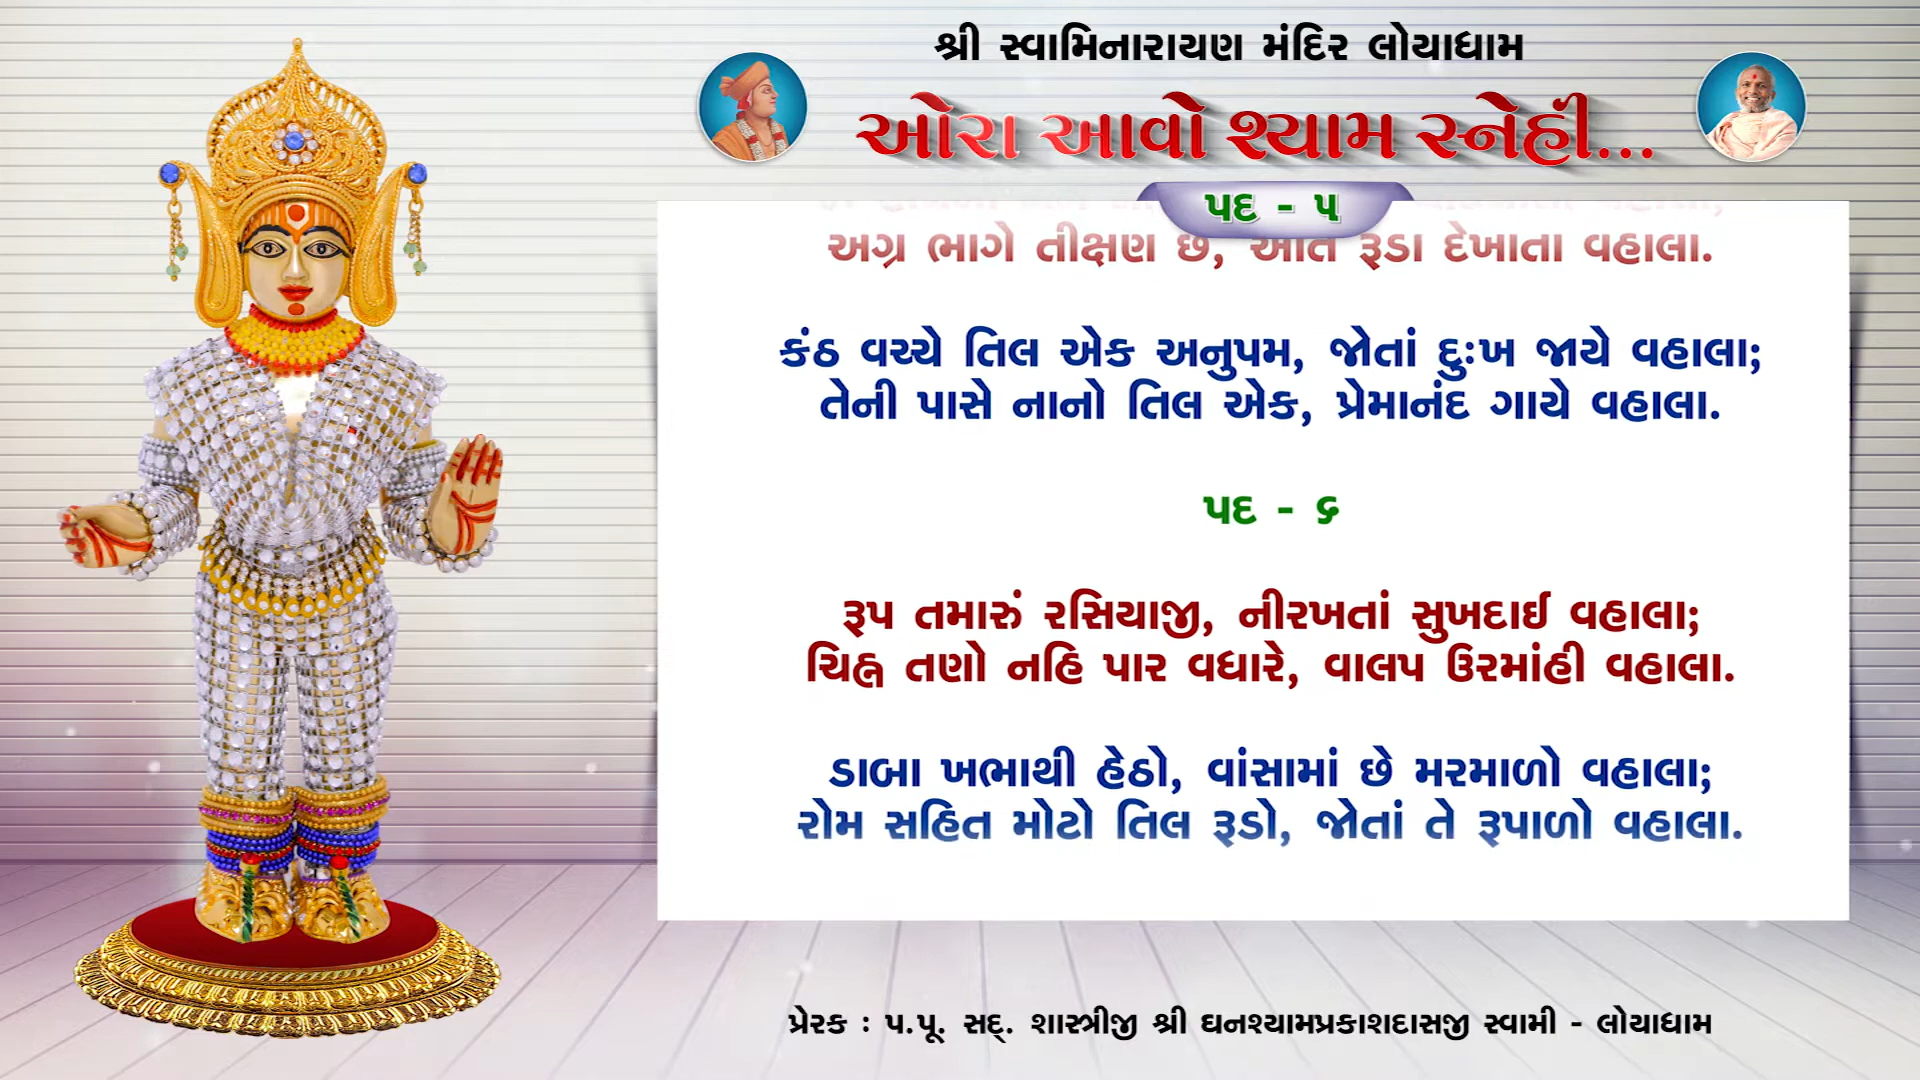 શ્રી સ્વામિનારાયણ મંદિર લોયાધામ
ઓરા આવો શ્યામ સ્નેહી...
પદ - ૫
અગ્ર ભાગે તીક્ષણ છે, અતિ રૂડા દેખાતા વહાલા.
કંઠ વચ્ચે તિલ એક અનુપમ, જોતાં દુઃખ જાયે વહાલા;
તેની પાસે નાનો તિલ એક, પ્રેમાનંદ ગાયે વહાલા.
પદ - ૬
રૂપ તમારું રસિયાજી, નીરખતાં સુખદાઈ વહાલા;
ચિહ્ન તણો નહિ પાર વધારે, વાલપ ઉરમાંહી વહાલા.
ડાબા ખભાથી હેઠો, વાંસામાં છે મરમાળો વહાલા;
રોમ સહિત મોટો તિલ રૂડો, જોતાં તે રૂપાળો વહાલા.
પ્રેરક : પ.પૂ. સદ્. શાસ્ત્રીજી શ્રી ઘનશ્યામપ્રકાશદાસજી સ્વામી - લોયાધામ